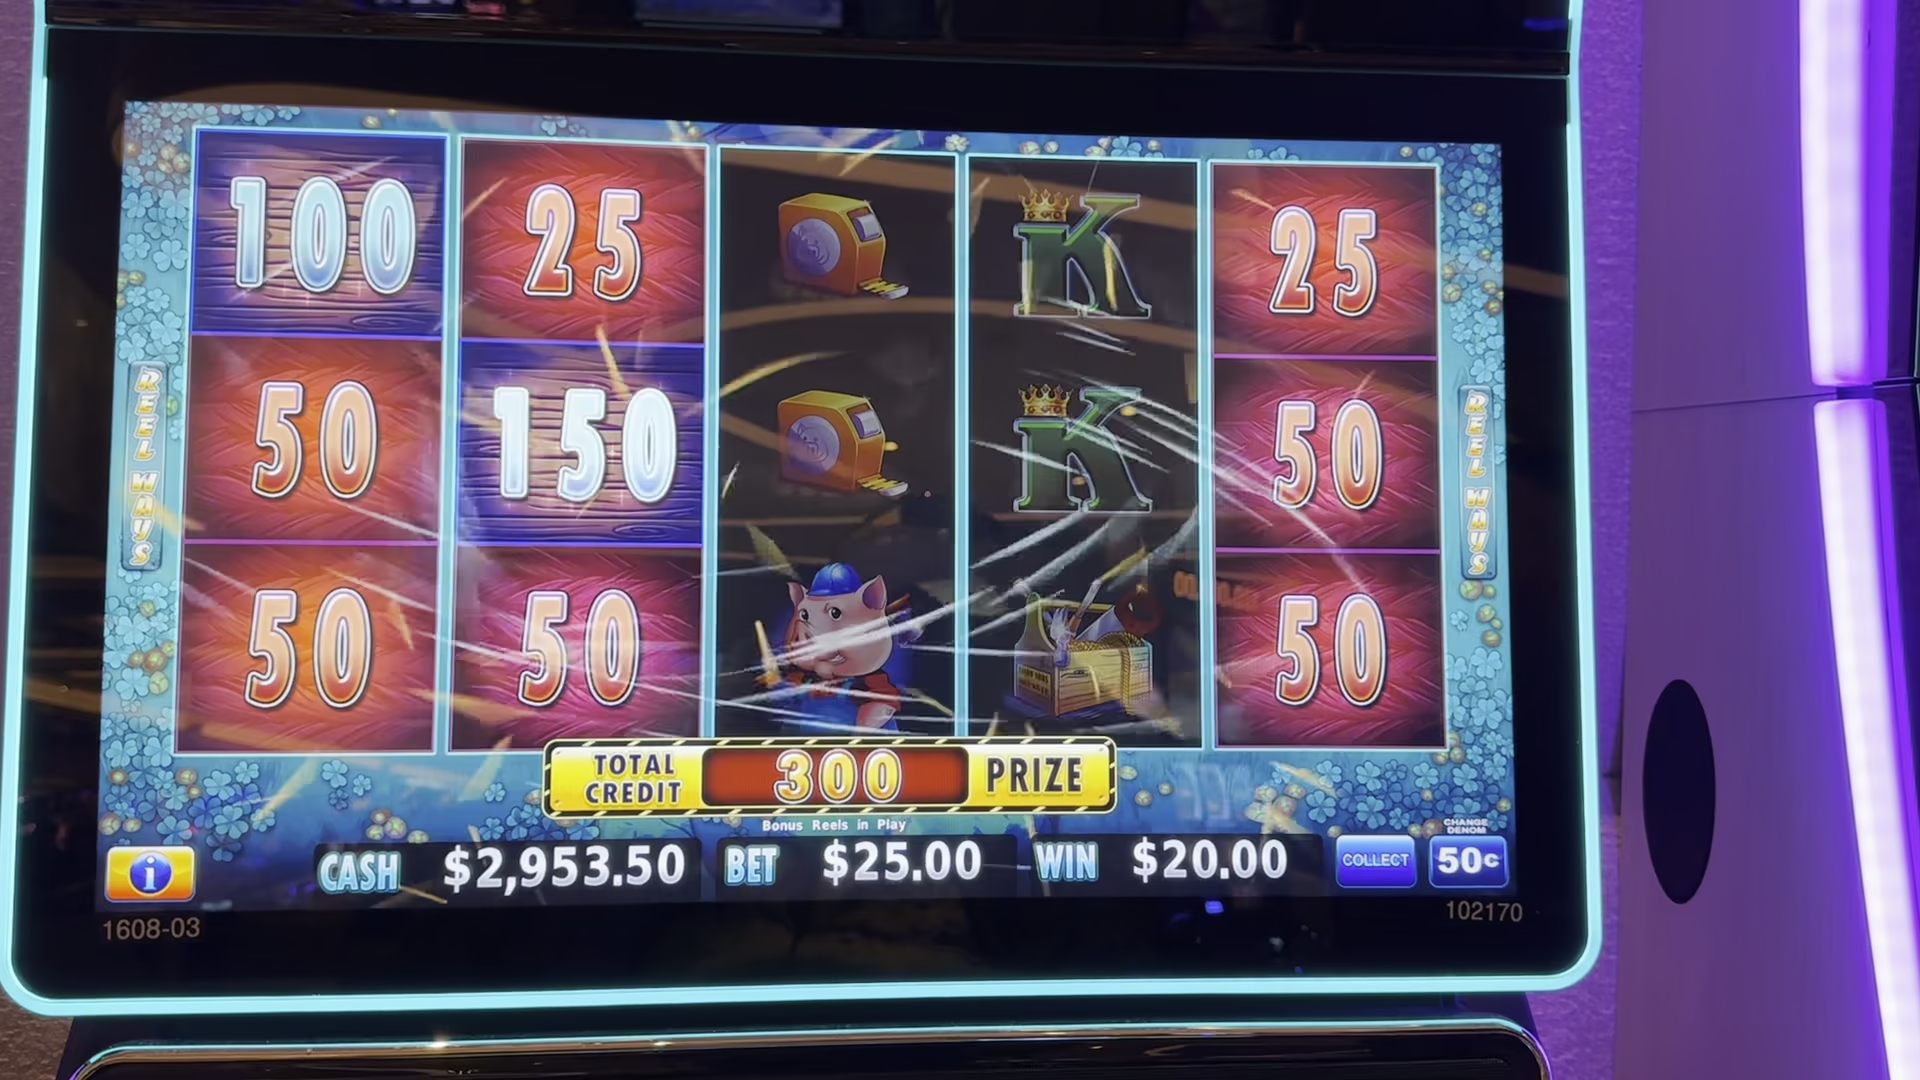 100 25 K 25
50 150 K 50
50 50 50
REEL WAYS
REEL WAYS
TOTAL CREDIT 300 PRIZE
Bonus Reels in Play
CASH $2,953.50 BET $25.00 WIN $20.00 COLLECT
CHANGE DENOM
50¢
i
1608-03
102170